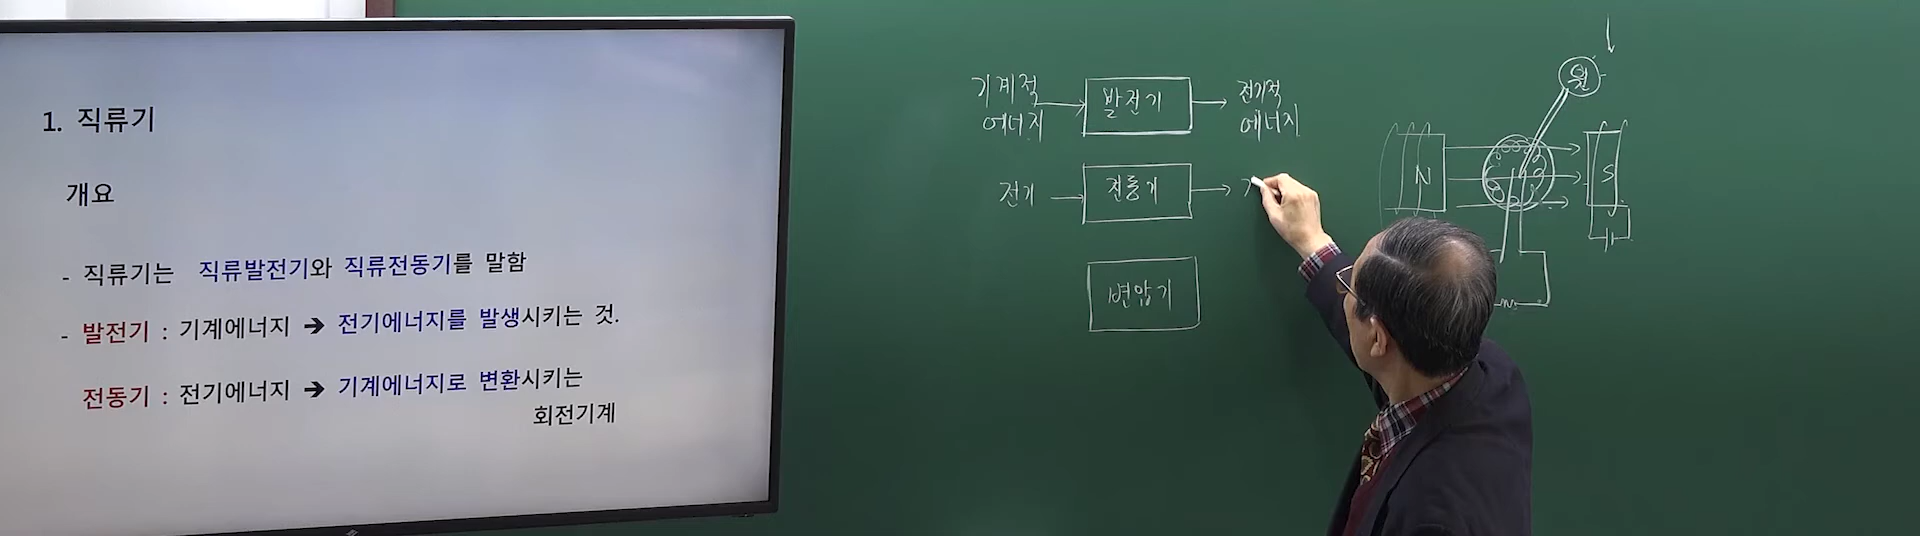 1. 직류기
개요
- 직류기는 직류발전기와 직류전동기를 말함
- 발전기 : 기계에너지 ➔ 전기에너지를 발생시키는 것.
전동기 : 전기에너지 ➔ 기계에너지로 변환시키는
회전기계
기계적
에너지
발전기
전기적
에너지
전기
전동기
변압기
N
S